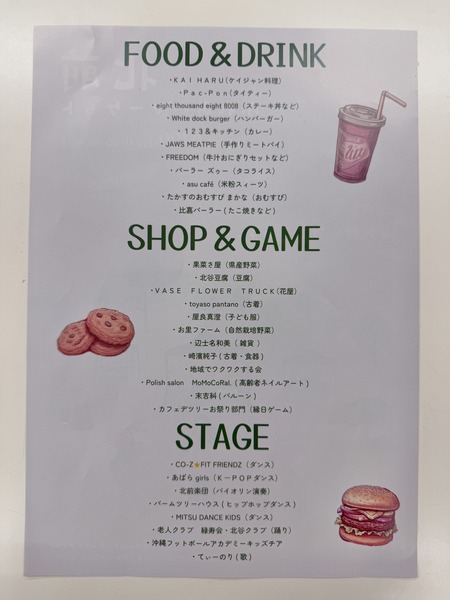 FOOD & DRINK
・ＫＡＩ ＨＡＲＵ(ケイジャン料理)
・Ｐａｃ-Ｐｏｎ(タイティー)
・eight thousand eight 8008（ステーキ丼など）
・White dock burger（ハンバーガー）
・１２３＆キッチン（カレー）
・JAWS MEATPIE（手作りミートパイ）
・FREEDOM（牛汁おにぎりセットなど）
・パーラー ズゥー（タコライス）
・asu café（米粉スィーツ）
・たかすのおむすび まかな（おむすび）
・比嘉パーラー(たこ焼きなど)
SHOP & GAME
・果菜さ屋（県産野菜）
・北谷豆腐（豆腐）
・ＶＡＳＥ　ＦＬＯＷＥＲ　ＴＲＵＣＫ(花屋)
・toyaso pantano（古着）
・屋良真澄（子ども服）
・お里ファーム（自然栽培野菜）
・辺土名和美（ 雑貨 ）
・崎濱純子(古着・食器)
・地域でワクワクする会
・Polish salon　MoMoCoRal.(高齢者ネイルアート)
・末吉科(バルーン)
・カフェデツリーお祭り部門（縁日ゲーム）
STAGE
・CO-Z★FIT FRIENDZ（ダンス）
・あばら girls（Ｋ－ＰＯＰダンス）
・北前楽団（バイオリン演奏）
・パームツリーハウス(ヒップホップダンス)
・MITSU DANCE KIDS（ダンス）
・老人クラブ　緑寿会・北谷クラブ（踊り）
・沖縄フットボールアカデミーキッズチア
・てぃーのり(歌)